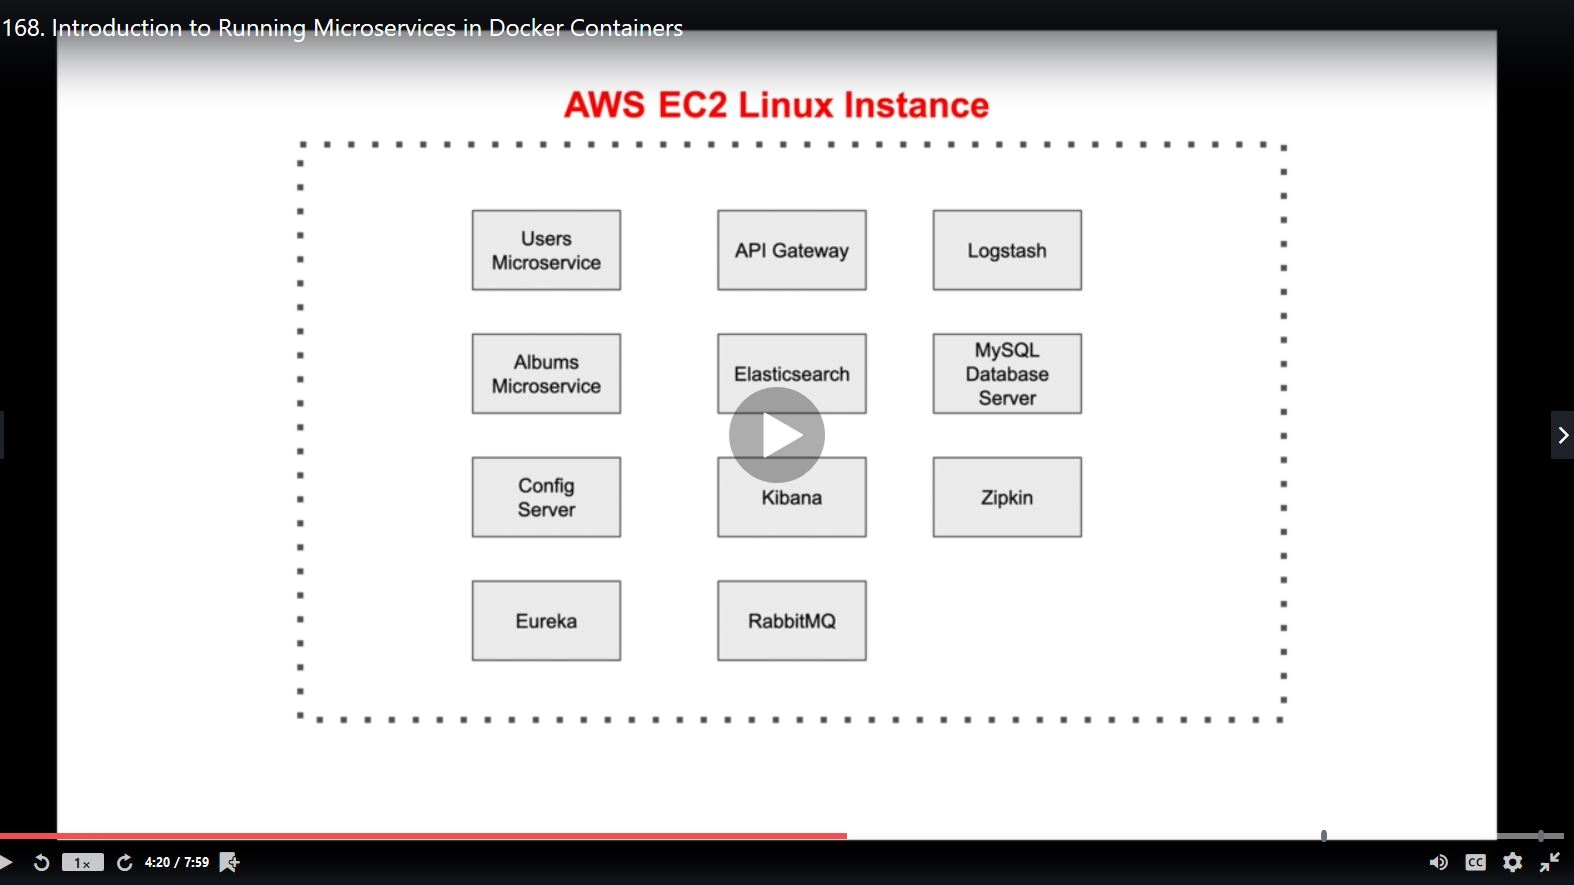 168. Introduction to Running Microservices in Docker Containers
AWS EC2 Linux Instance
Users
Microservice
API Gateway
Logstash
Albums
Microservice
Elasticsearch
MySQL
Database
Server
Config
Server
Kibana
Zipkin
Eureka
RabbitMQ
1x
4:20 / 7:59
CC